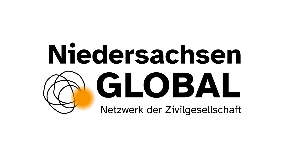 Niedersachsen
GLOBAL
Netzwerk der Zivilgesellschaft